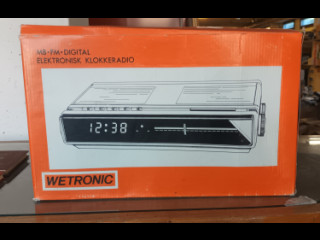 MB•FM•DIGITAL
ELEKTRONISK KLOKKERADIO
12:38
WETRONIC